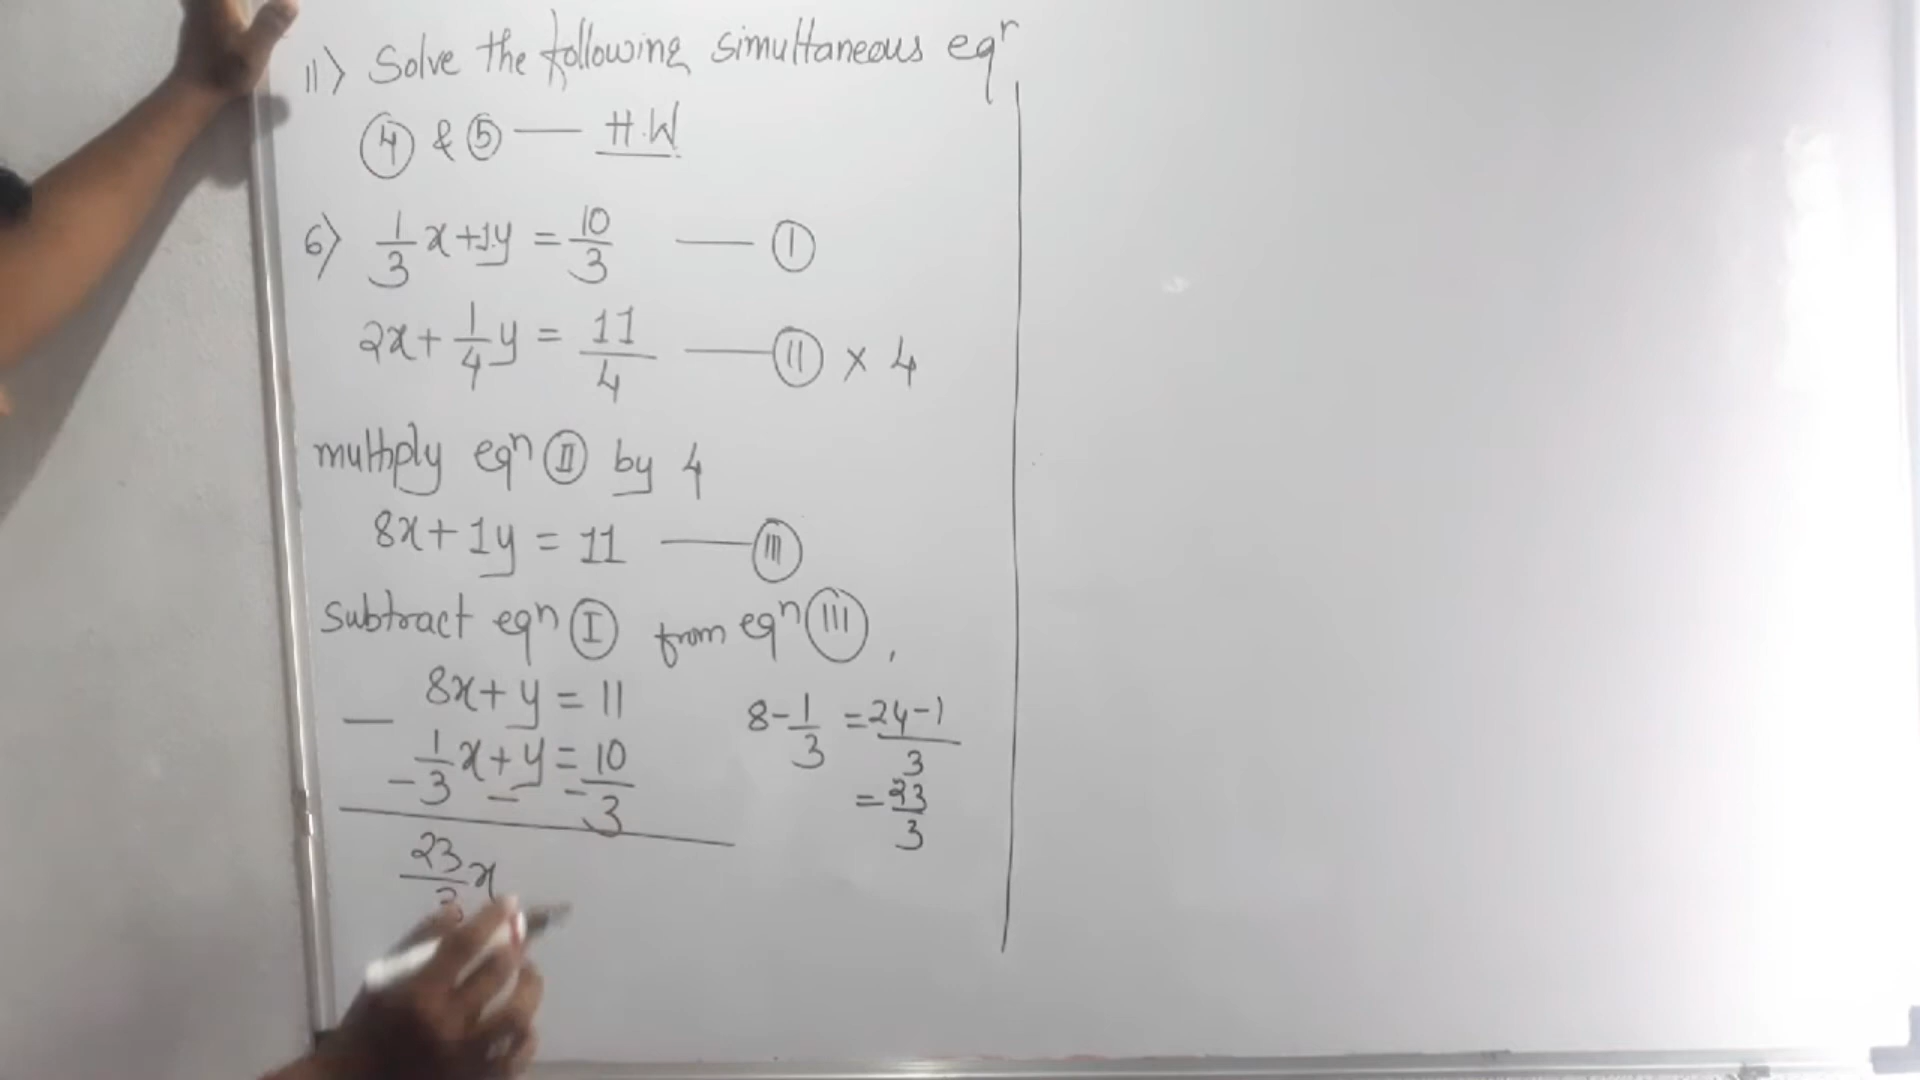 11) Solve the following simultaneous eqⁿ
④ & ⑤ — H.W
6) 1/3 x + 1y = 10/3 — Ⓘ
2x + 1/4 y = 11/4 — ⒾⒾ × 4
multiply eqⁿ Ⓘ Ⓘ by 4
8x + 1y = 11 — ⒾⒾⒾ
Subtract eqⁿ Ⓘ from eqⁿ ⒾⒾⒾ,
— 8x + y = 11
- 1/3 x + y = 10/3
- -
23/3 x
8 - 1/3 = 24-1/3
= 23/3